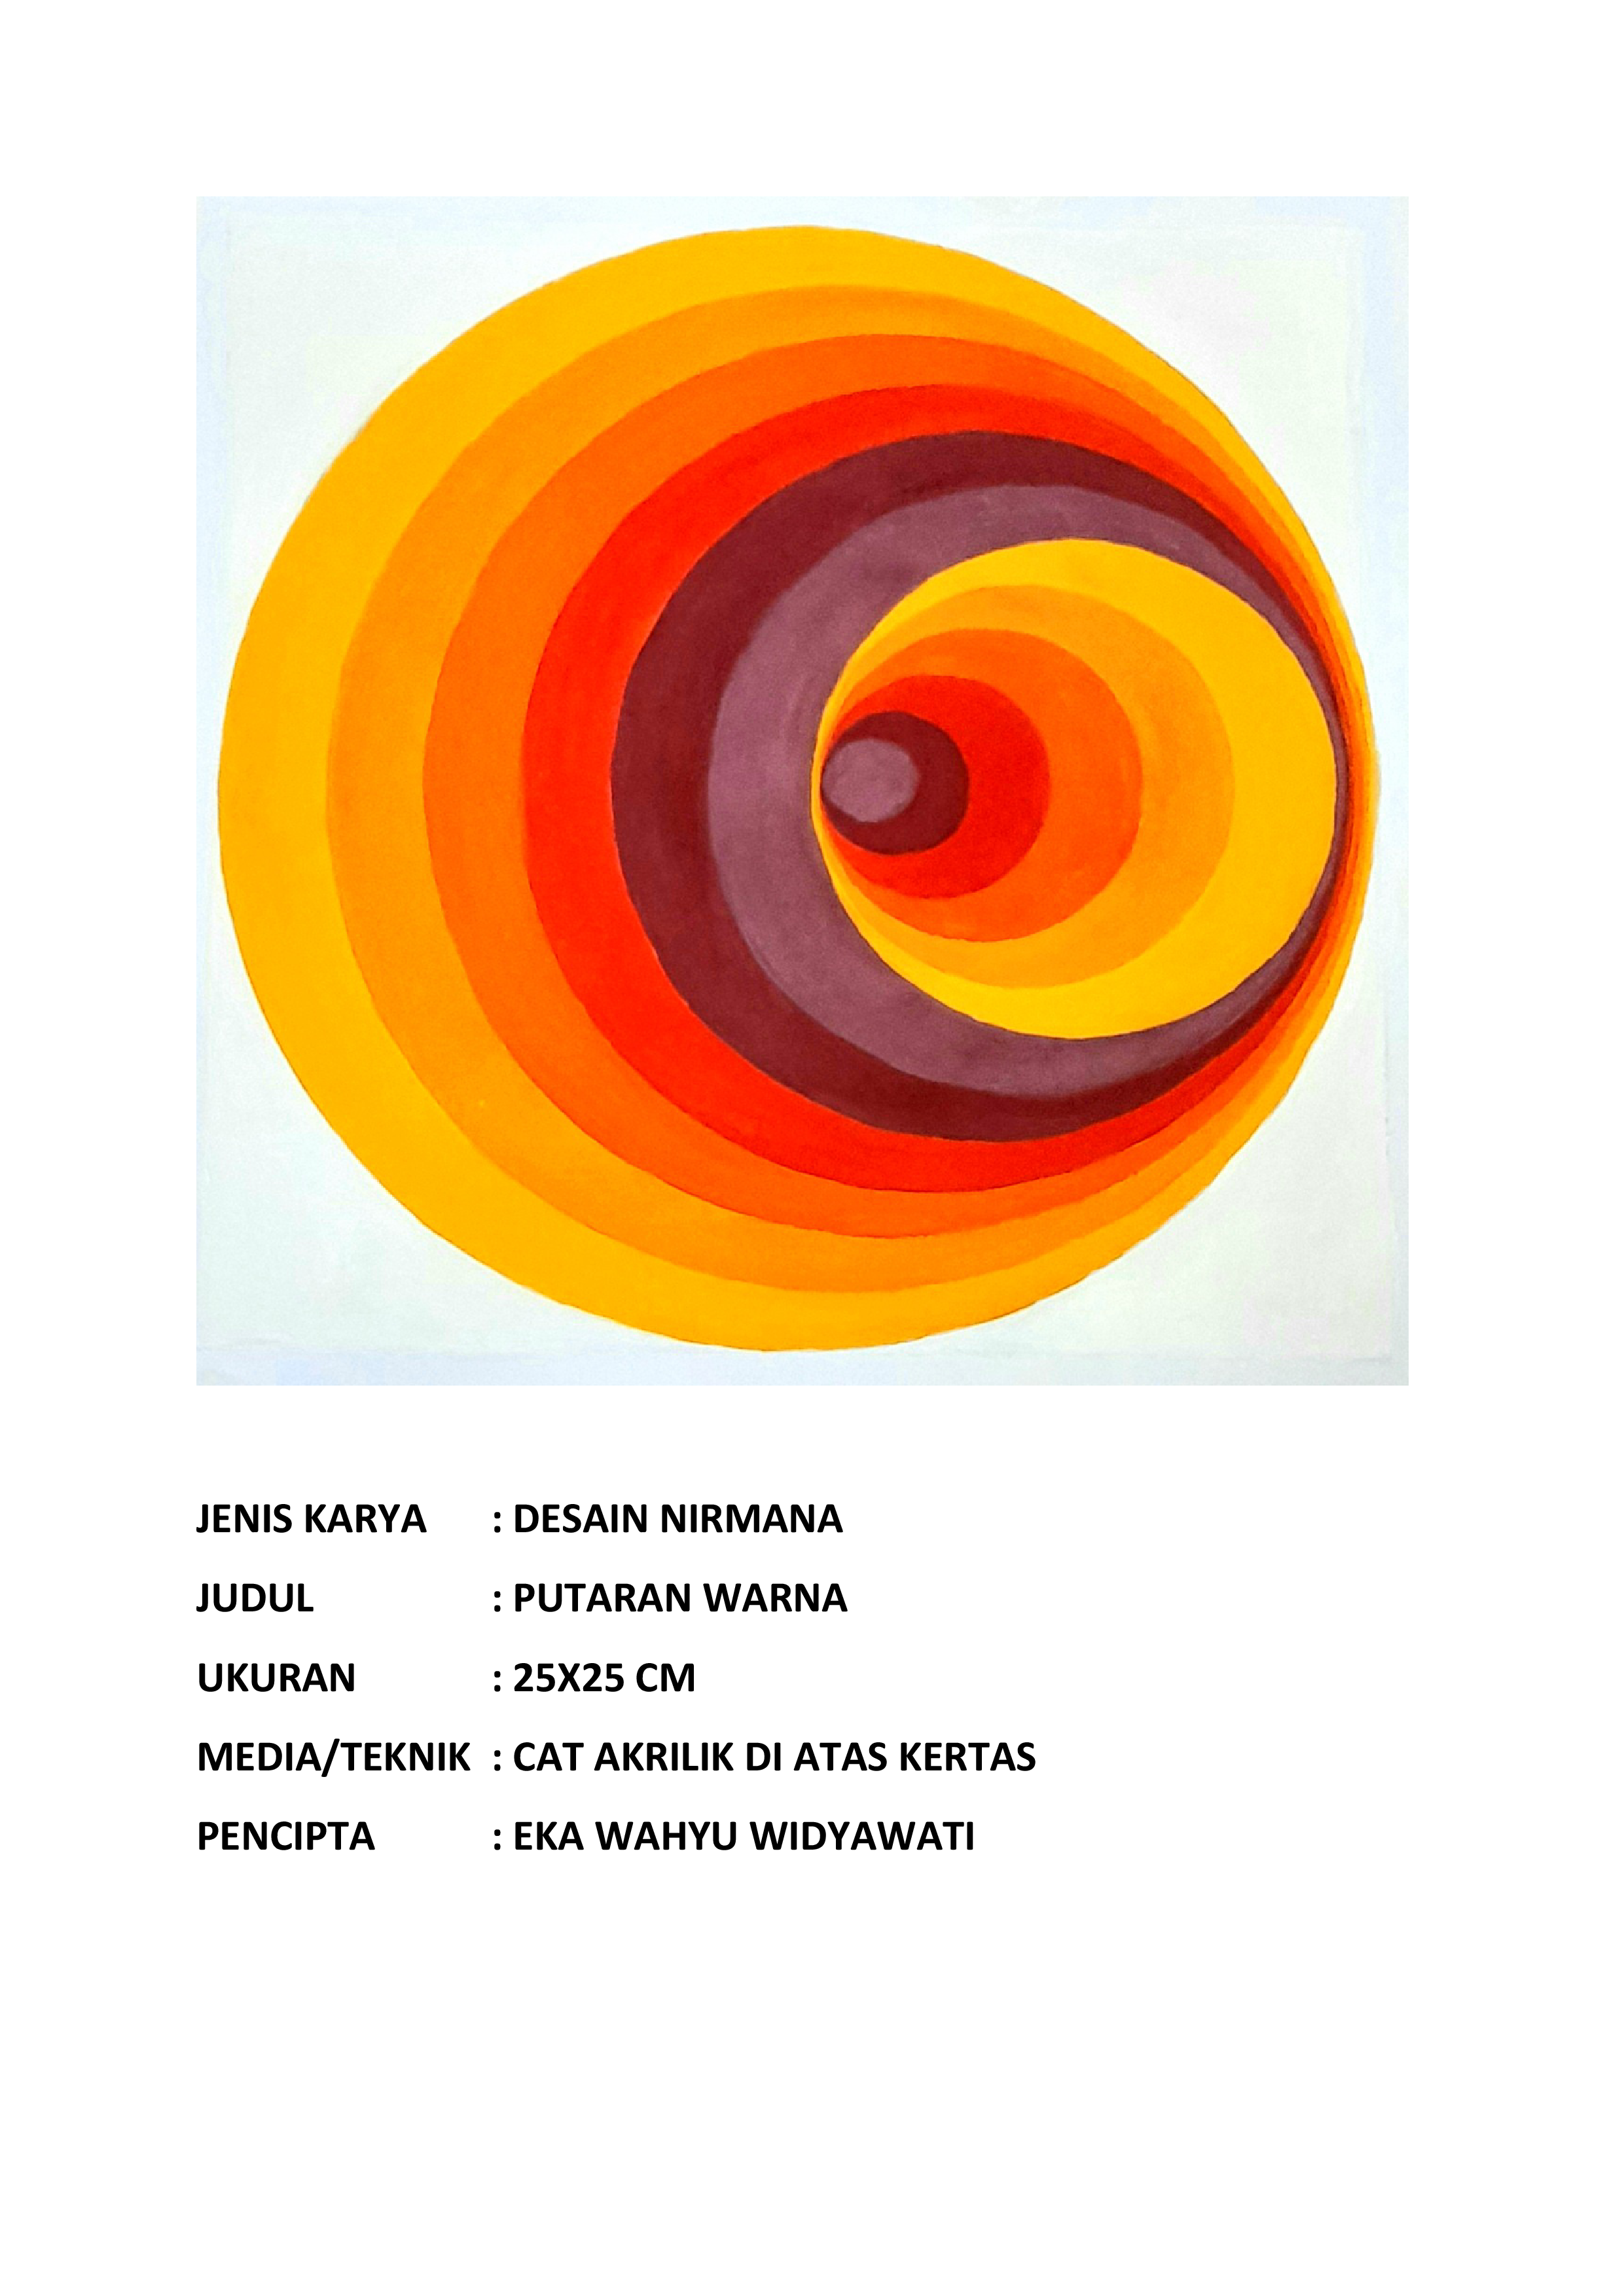 JENIS KARYA : DESAIN NIRMANA
JUDUL : PUTARAN WARNA
UKURAN : 25X25 CM
MEDIA/TEKNIK : CAT AKRILIK DI ATAS KERTAS
PENCIPTA : EKA WAHYU WIDYAWATI